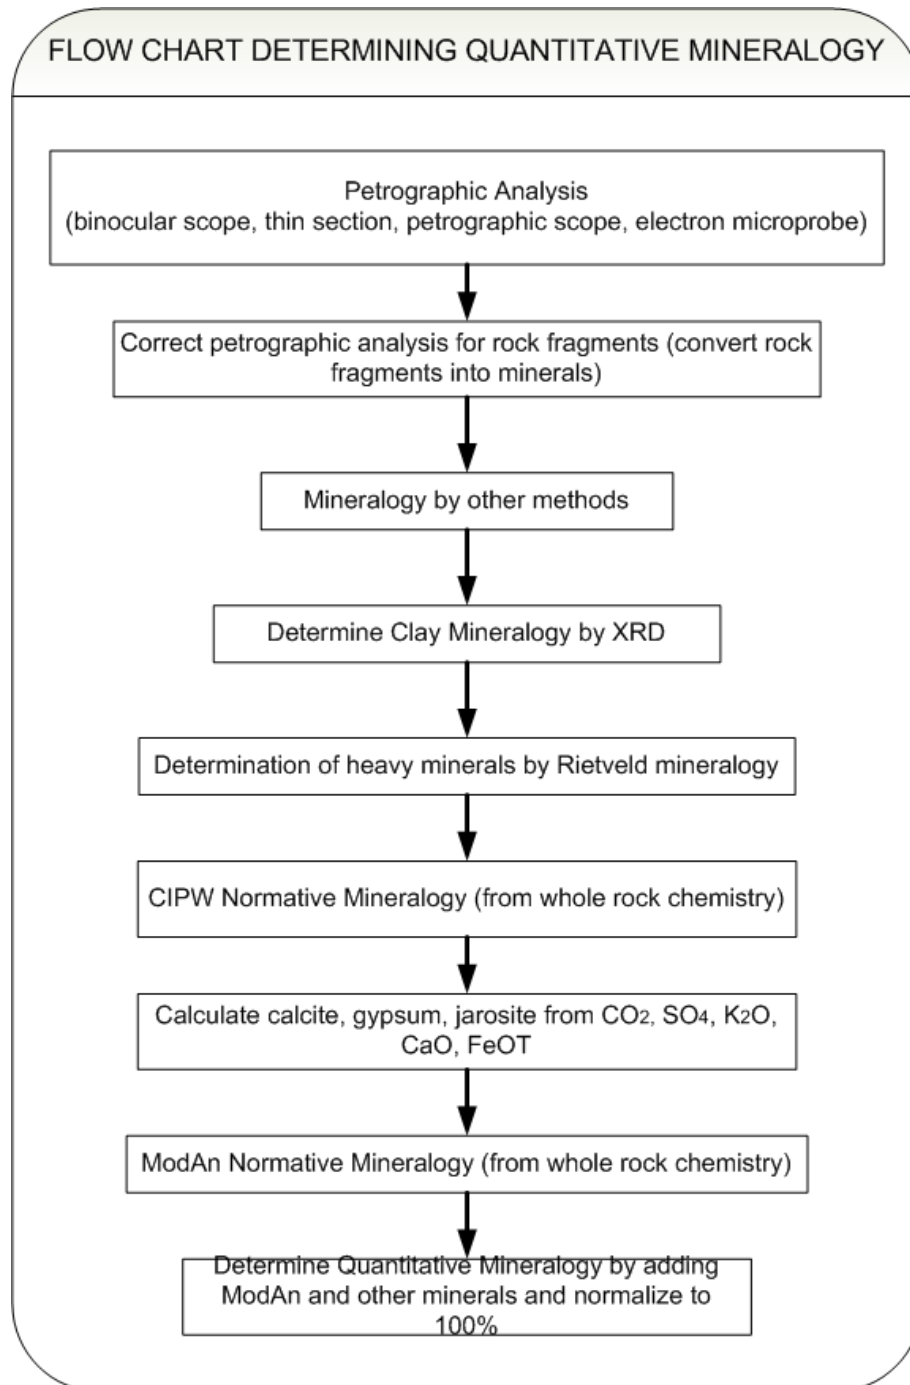 FLOW CHART DETERMINING QUANTITATIVE MINERALOGY
Petrographic Analysis
(binocular scope, thin section, petrographic scope, electron microprobe)
Correct petrographic analysis for rock fragments (convert rock
fragments into minerals)
Mineralogy by other methods
Determine Clay Mineralogy by XRD
Determination of heavy minerals by Rietveld mineralogy
CIPW Normative Mineralogy (from whole rock chemistry)
Calculate calcite, gypsum, jarosite from CO2, SO4, K2O,
CaO, FeOT
ModAn Normative Mineralogy (from whole rock chemistry)
Determine Quantitative Mineralogy by adding
ModAn and other minerals and normalize to
100%